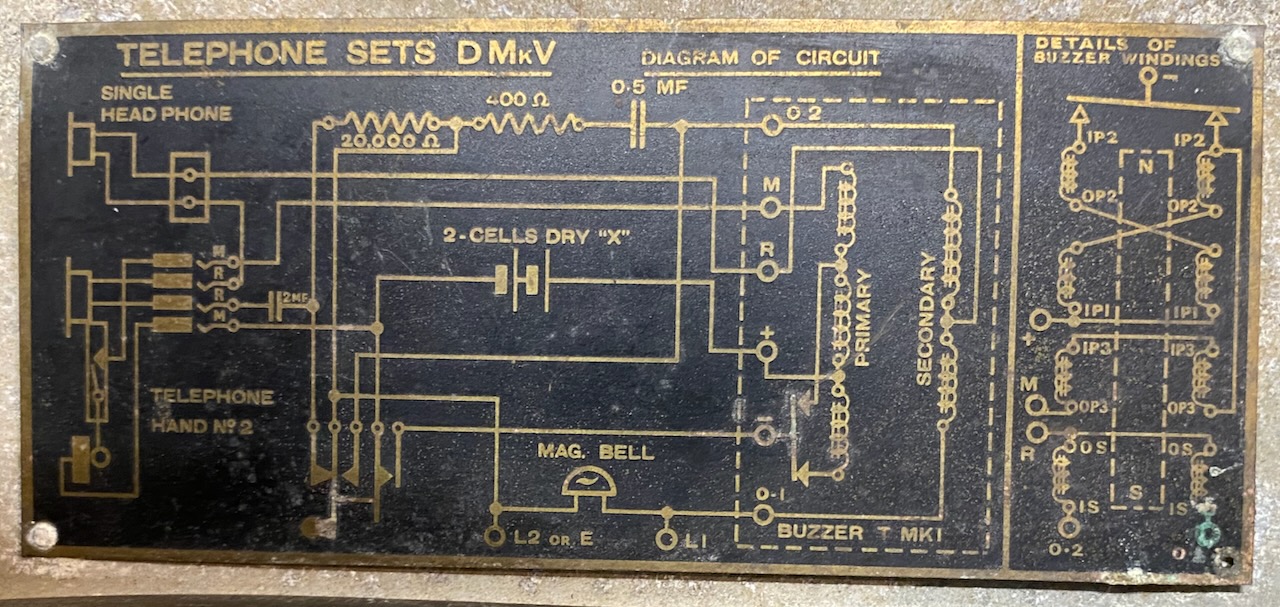 TELEPHONE SETS D MkV
DIAGRAM OF CIRCUIT
SINGLE
HEAD PHONE
20,000 Ω
400 Ω
0·5 MF
0·2
M
R
2-CELLS DRY "X"
M
R
R
M
2MF
+
-
PRIMARY
SECONDARY
TELEPHONE
HAND Nº 2
MAG. BELL
L2 OR E
L1
0-1
BUZZER T MK1
DETAILS OF
BUZZER WINDINGS
-
IP2
IP2
N
OP2
OP2
IP1
IP1
+
IP3
IP3
M
OP3
OP3
R
OS
OS
S
IS
IS
0·2